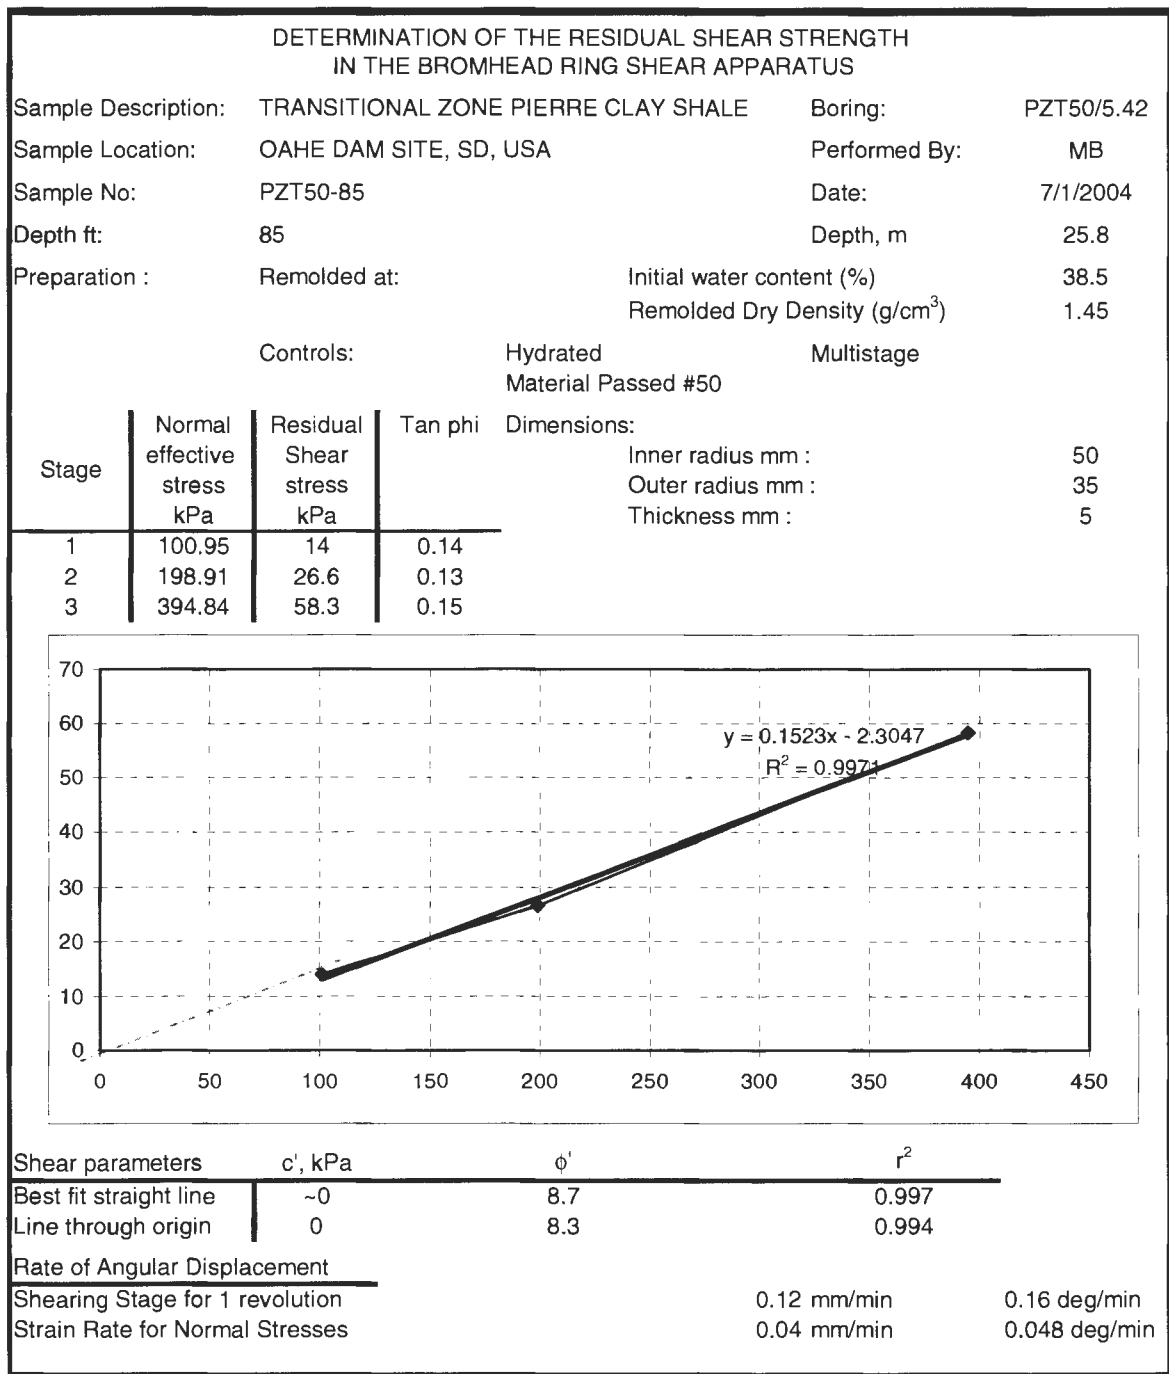 DETERMINATION OF THE RESIDUAL SHEAR STRENGTH
IN THE BROMHEAD RING SHEAR APPARATUS
Sample Description: TRANSITIONAL ZONE PIERRE CLAY SHALE Boring: PZT50/5.42
Sample Location: OAHE DAM SITE, SD, USA Performed By: MB
Sample No: PZT50-85 Date: 7/1/2004
Depth ft: 85 Depth, m 25.8
Preparation : Remolded at: Initial water content (%) 38.5
Remolded Dry Density (g/cm³) 1.45
Controls: Hydrated Multistage
Material Passed #50
Normal Residual Tan phi Dimensions:
effective Shear Inner radius mm : 50
Stage
stress stress Outer radius mm : 35
kPa kPa Thickness mm : 5
1 100.95 14 0.14
2 198.91 26.6 0.13
3 394.84 58.3 0.15
70
60
y = 0.1523x - 2.3047
R² = 0.9971
50
40
30
20
10
0
0 50 100 150 200 250 300 350 400 450
Shear parameters c', kPa ϕ' r²
Best fit straight line ~0 8.7 0.997
Line through origin 0 8.3 0.994
Rate of Angular Displacement
Shearing Stage for 1 revolution 0.12 mm/min 0.16 deg/min
Strain Rate for Normal Stresses 0.04 mm/min 0.048 deg/min